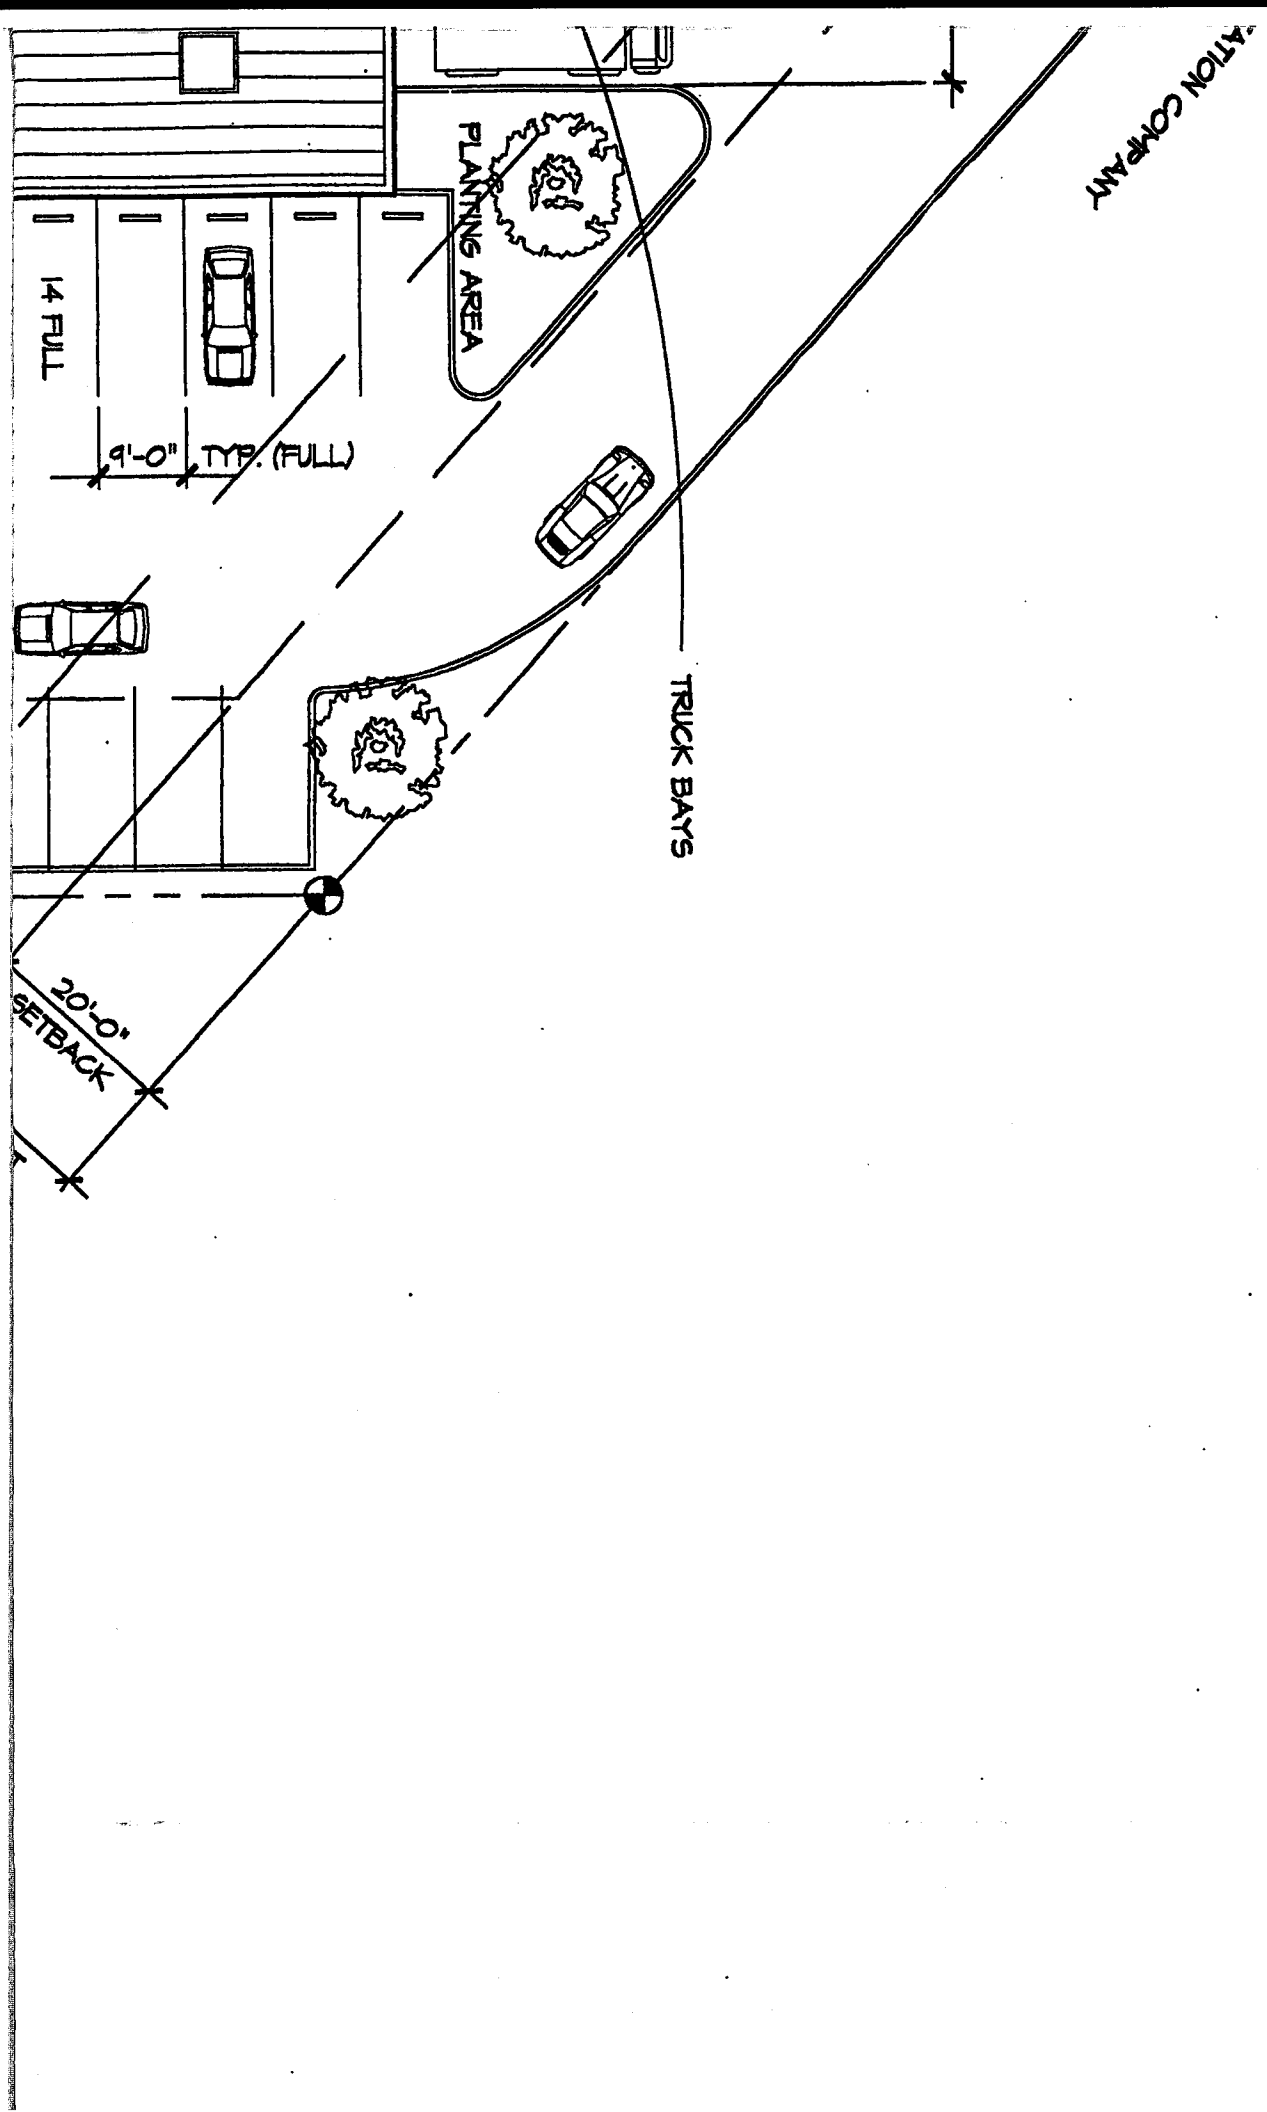 ATION COMPANY
PLANTING AREA
14 FULL
9'-0" TYP. (FULL)
TRUCK BAYS
20'-0"
SETBACK